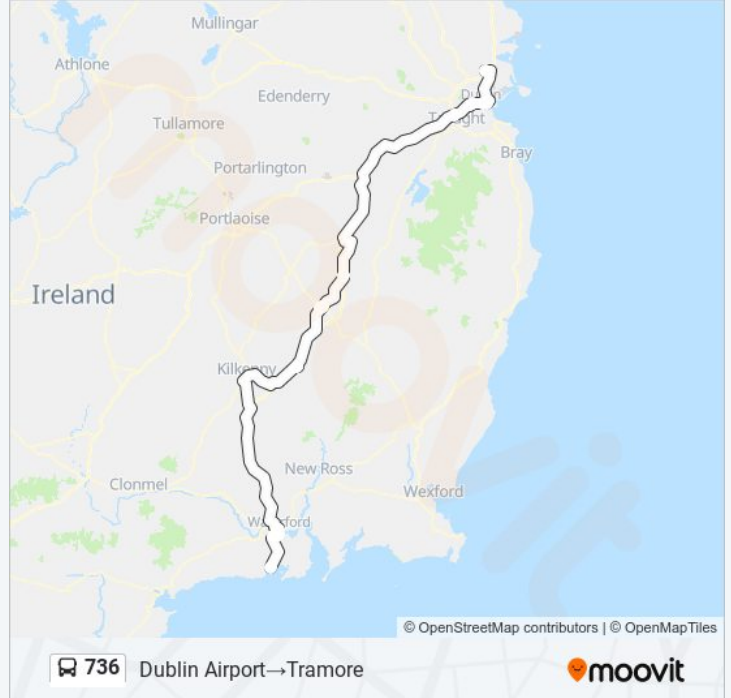 Mullingar
Athlone
Edenderry
Tullamore
Bray
Portarlington
Portlaoise
Ireland
Kilkenny
New Ross
Clonmel
Wexford
© OpenStreetMap contributors | © OpenMapTiles
736 Dublin Airport→Tramore
moovit